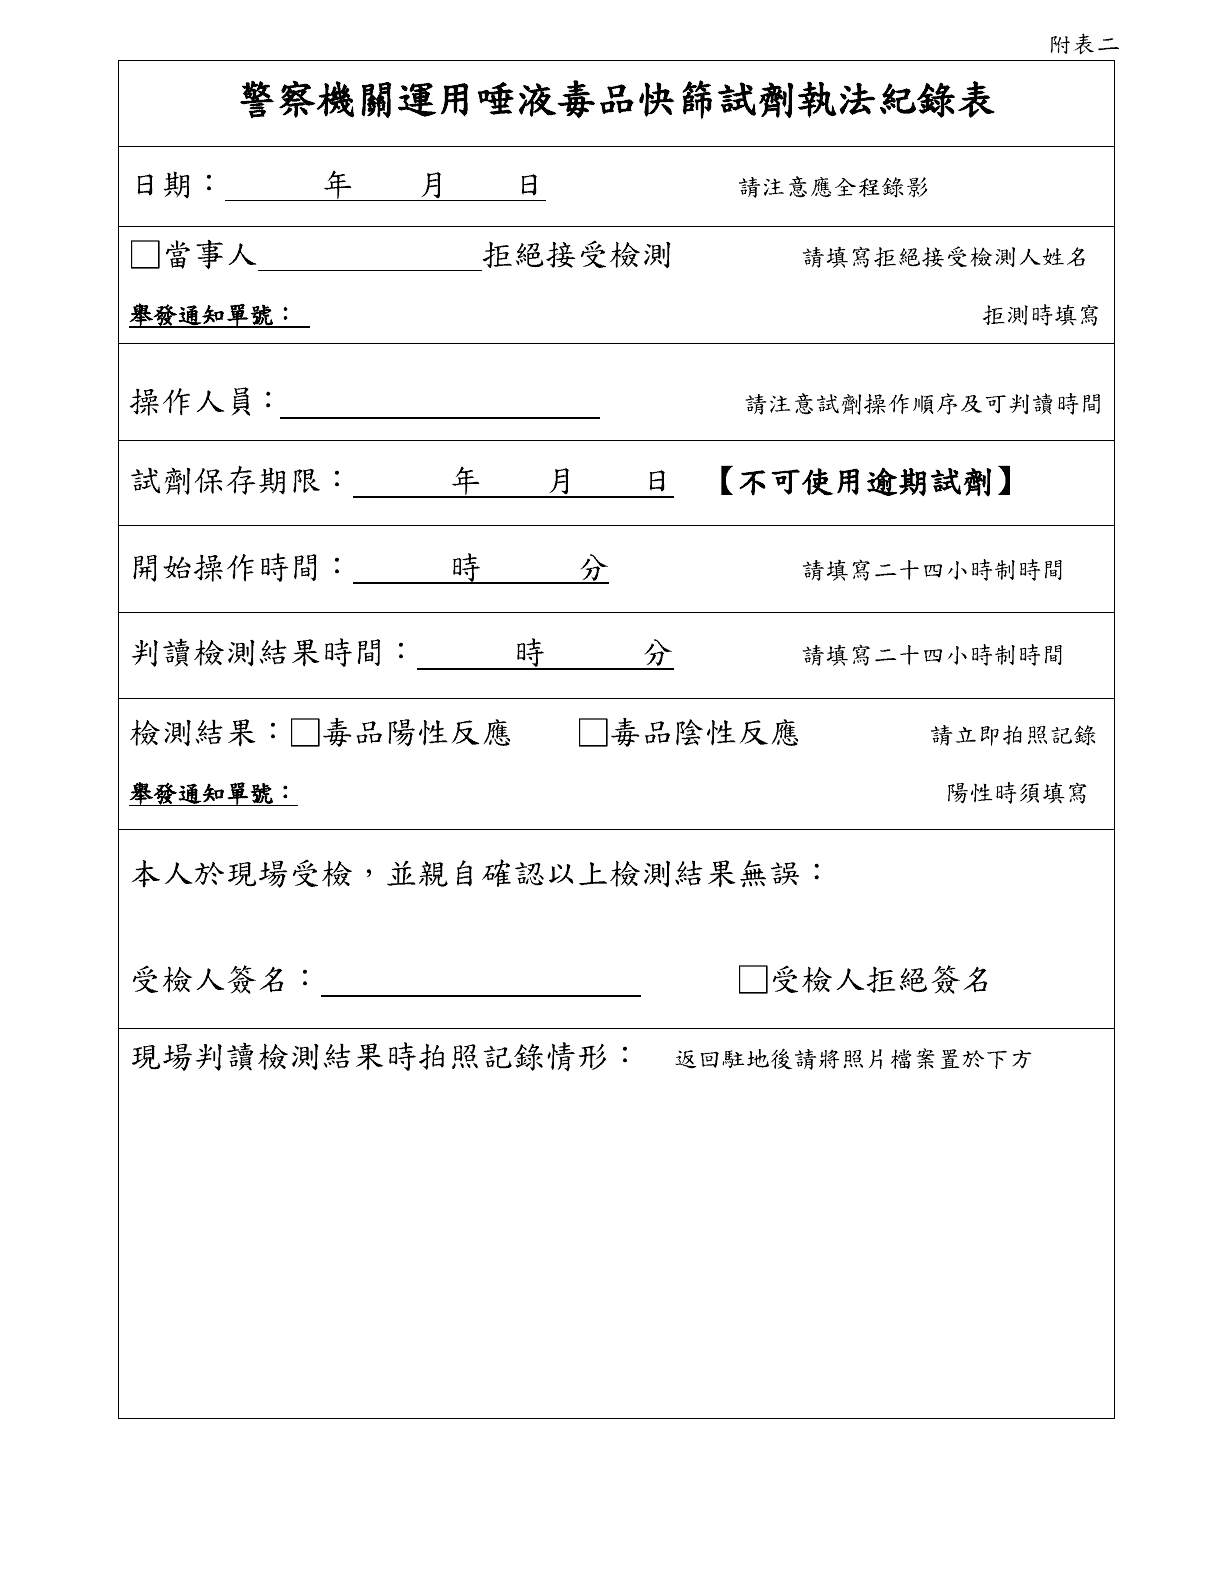 附表二
警察機關運用唾液毒品快篩試劑執法紀錄表
日期：　　　年　　月　　日　　請注意應全程錄影
□當事人＿＿＿＿＿＿＿拒絕接受檢測　　請填寫拒絕接受檢測人姓名
舉發通知單號：　　拒測時填寫
操作人員：＿＿＿＿＿＿＿＿＿＿　　請注意試劑操作順序及可判讀時間
試劑保存期限：　　　年　　月　　日　【不可使用逾期試劑】
開始操作時間：　　　時　　　分　　請填寫二十四小時制時間
判讀檢測結果時間：　　　時　　　分　　請填寫二十四小時制時間
檢測結果：□毒品陽性反應　　□毒品陰性反應　　請立即拍照記錄
舉發通知單號：　　陽性時須填寫
本人於現場受檢，並親自確認以上檢測結果無誤：
受檢人簽名：＿＿＿＿＿＿＿＿＿＿　　□受檢人拒絕簽名
現場判讀檢測結果時拍照記錄情形：　返回駐地後請將照片檔案置於下方